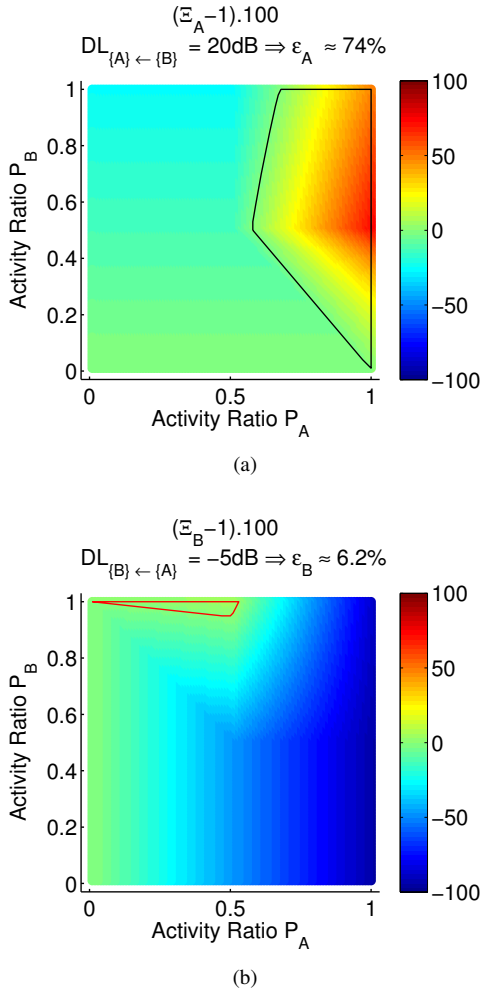 (Ξ_A−1).100
DL_{A} ← {B} = 20dB ⇒ ε_A ≈ 74%
Activity Ratio P_B
1
0.8
0.6
0.4
0.2
0
0 0.5 1
Activity Ratio P_A
100
50
0
−50
−100
(a)
(Ξ_B−1).100
DL_{B} ← {A} = −5dB ⇒ ε_B ≈ 6.2%
Activity Ratio P_B
1
0.8
0.6
0.4
0.2
0
0 0.5 1
Activity Ratio P_A
100
50
0
−50
−100
(b)